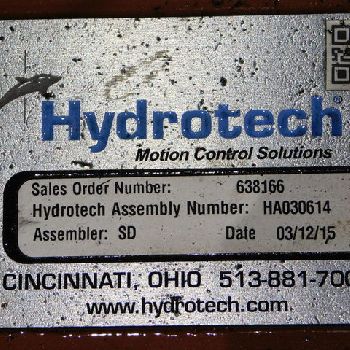 Hydrotech
Motion Control Solutions
Sales Order Number: 638166
Hydrotech Assembly Number: HA030614
Assembler: SD Date 03/12/15
CINCINNATI, OHIO 513-881-700
www.hydrotech.com